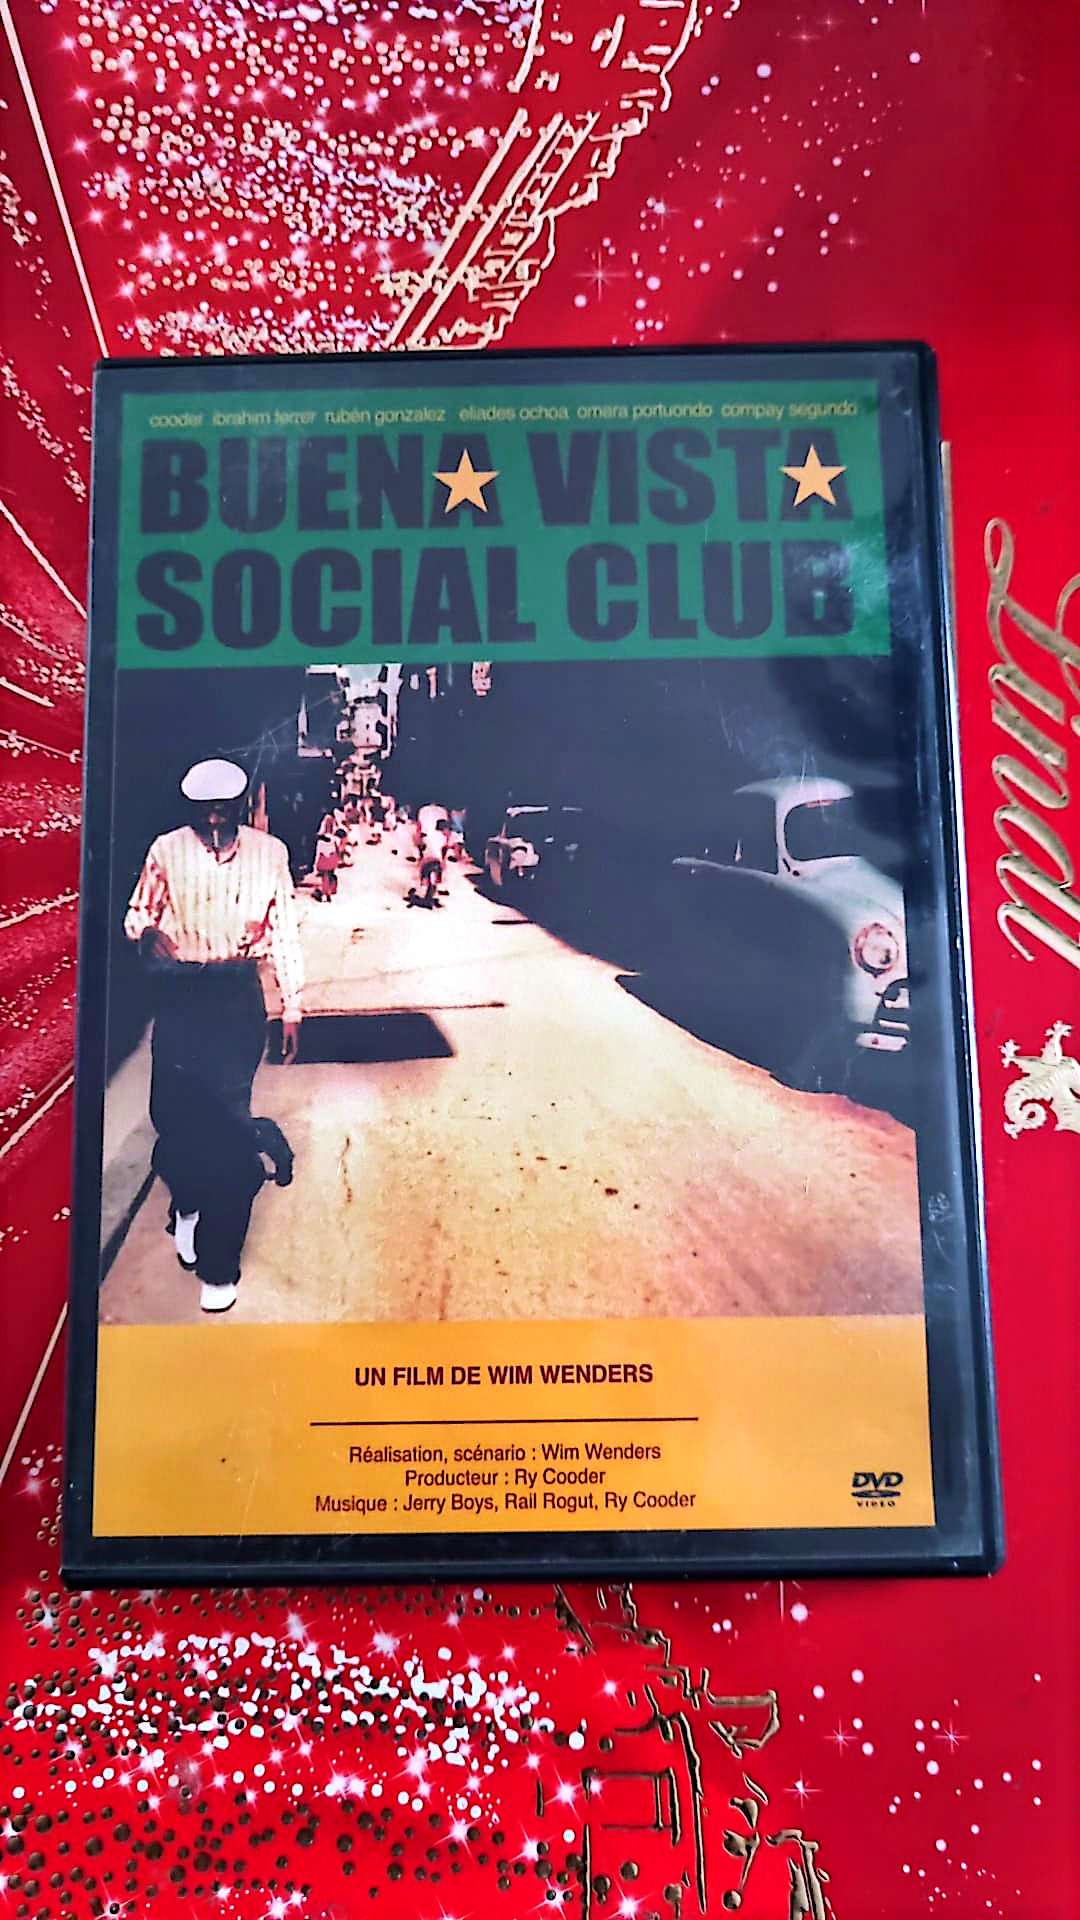 cooder ibrahim ferrer rubén gonzalez eliades ochoa omara portuondo compay segundo
BUENA VISTA
SOCIAL CLUB
UN FILM DE WIM WENDERS
Réalisation, scénario : Wim Wenders
Producteur : Ry Cooder
Musique : Jerry Boys, Rail Rogut, Ry Cooder
DVD
VIDEO
Lindt